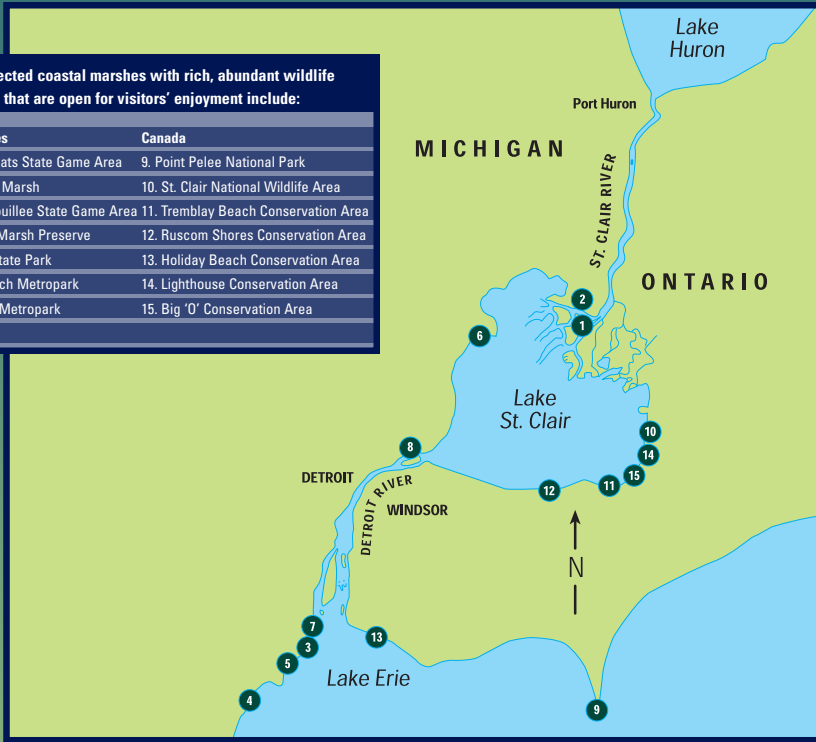 Lake
Huron
ected coastal marshes with rich, abundant wildlife
that are open for visitors' enjoyment include:
es Canada
ats State Game Area 9. Point Pelee National Park
Marsh 10. St. Clair National Wildlife Area
ouillee State Game Area 11. Tremblay Beach Conservation Area
Marsh Preserve 12. Ruscom Shores Conservation Area
tate Park 13. Holiday Beach Conservation Area
ch Metropark 14. Lighthouse Conservation Area
Metropark 15. Big 'O' Conservation Area
Port Huron
MICHIGAN
ST. CLAIR RIVER
ONTARIO
2
1
6
Lake
St. Clair
10
8
14
DETROIT
15
11
12
DETROIT RIVER
WINDSOR
N
7
13
3
5
Lake Erie
4
9